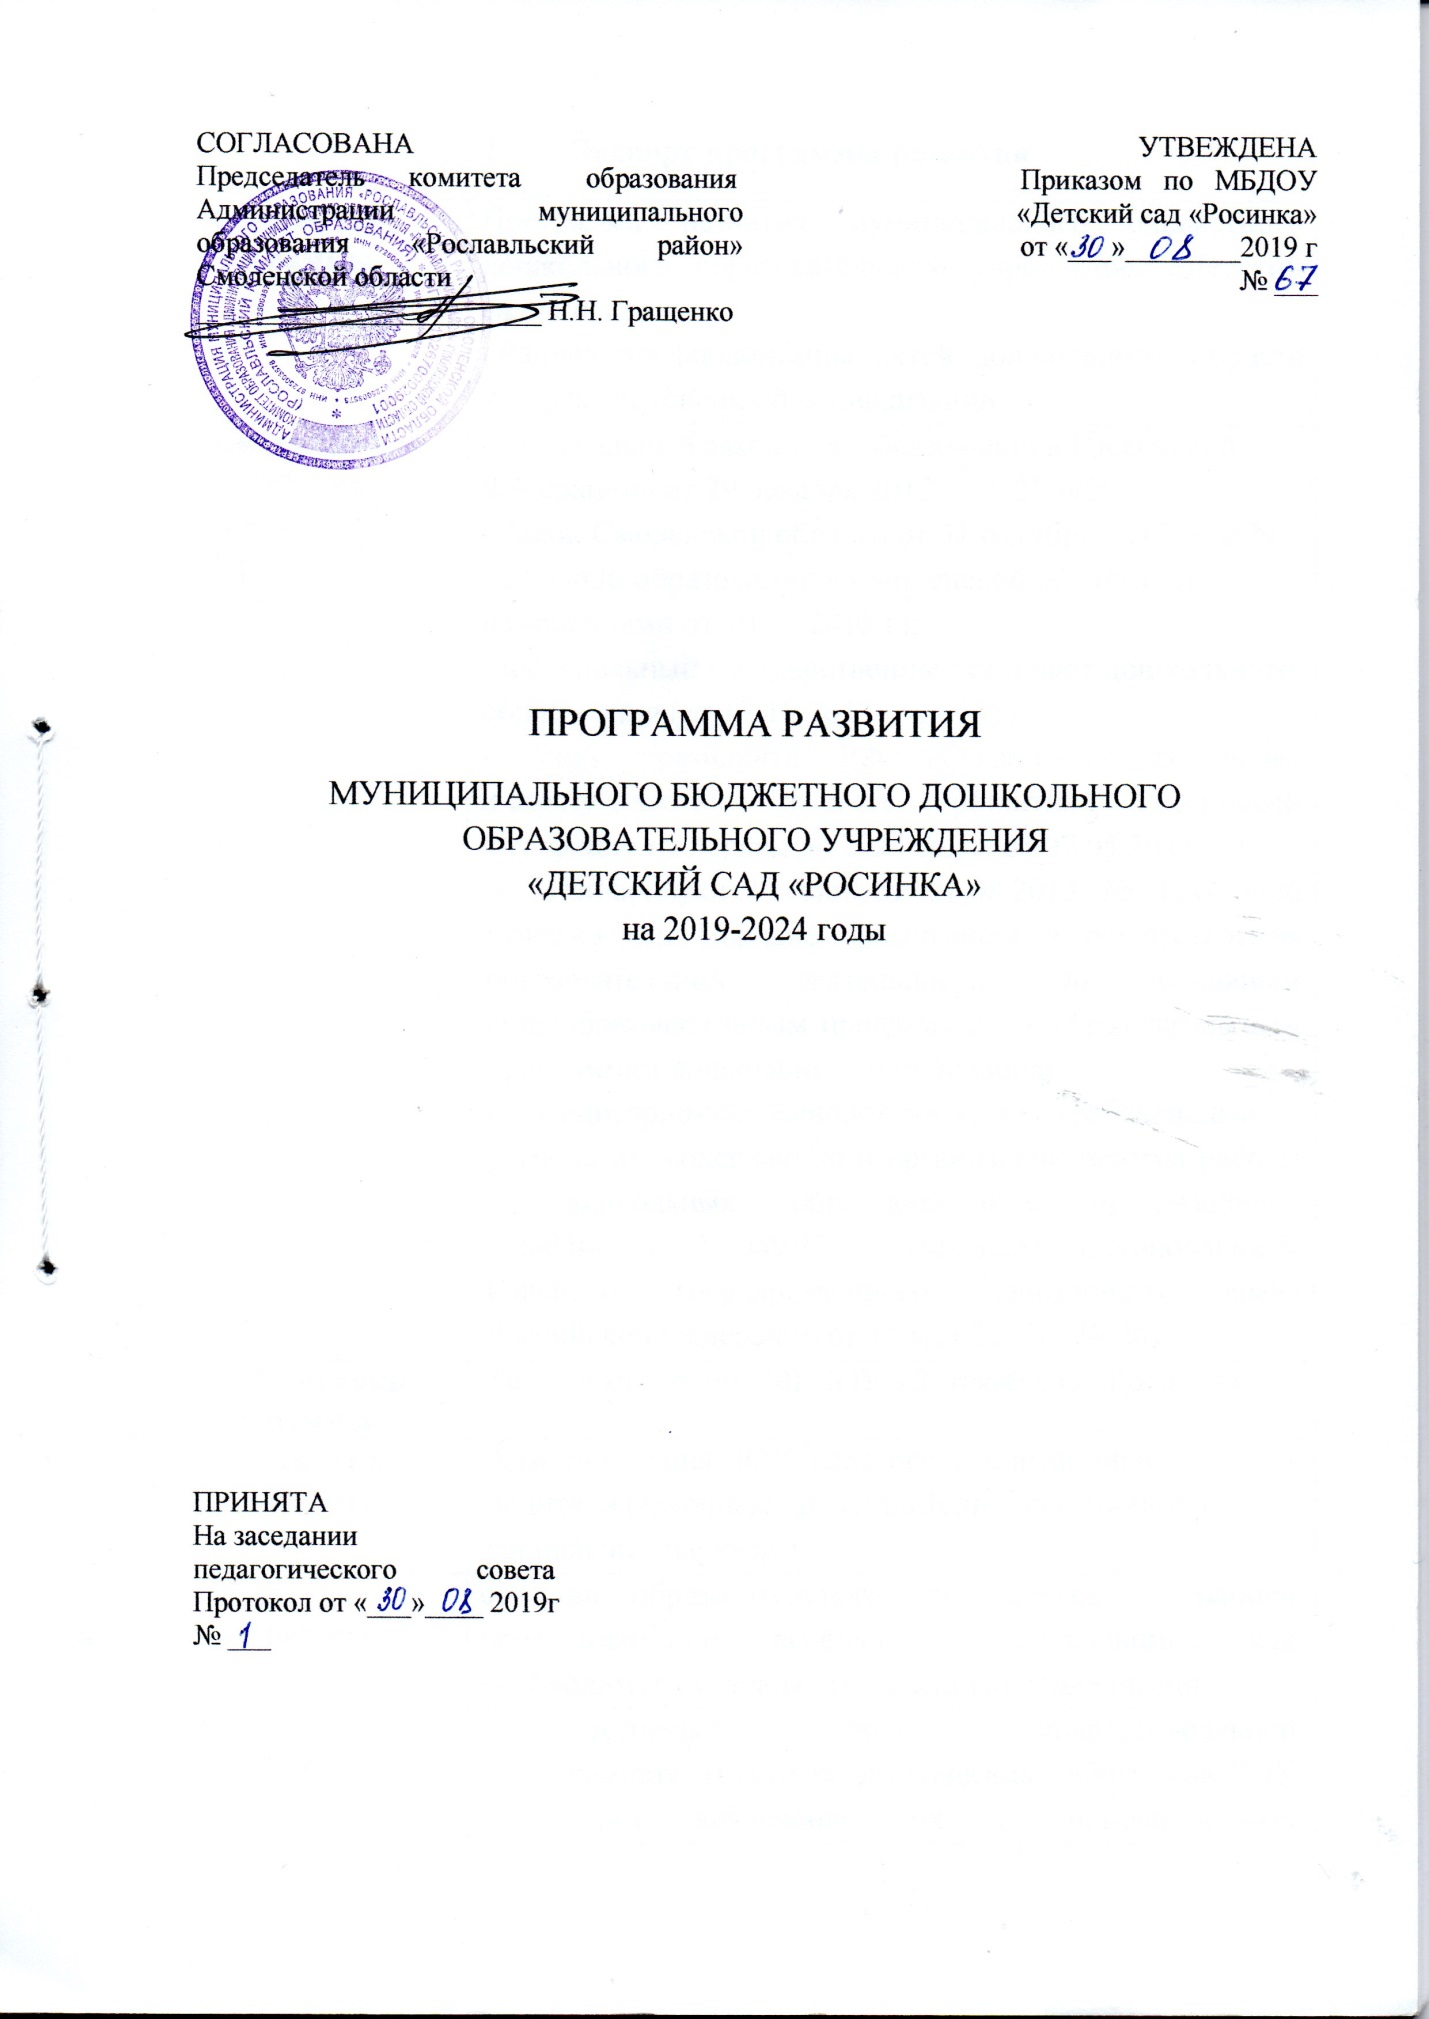 СОГЛАСОВАНА
Председатель комитета образования
Администрации муниципального
образования «Рославльский район»
Смоленской области
Н.Н. Гращенко
УТВЕЖДЕНА
Приказом по МБДОУ
«Детский сад «Росинка»
от «30» 08 2019 г
№ 67
ПРОГРАММА РАЗВИТИЯ
МУНИЦИПАЛЬНОГО БЮДЖЕТНОГО ДОШКОЛЬНОГО
ОБРАЗОВАТЕЛЬНОГО УЧРЕЖДЕНИЯ
«ДЕТСКИЙ САД «РОСИНКА»
на 2019-2024 годы
ПРИНЯТА
На заседании
педагогического совета
Протокол от «30» 08 2019г
№ 1